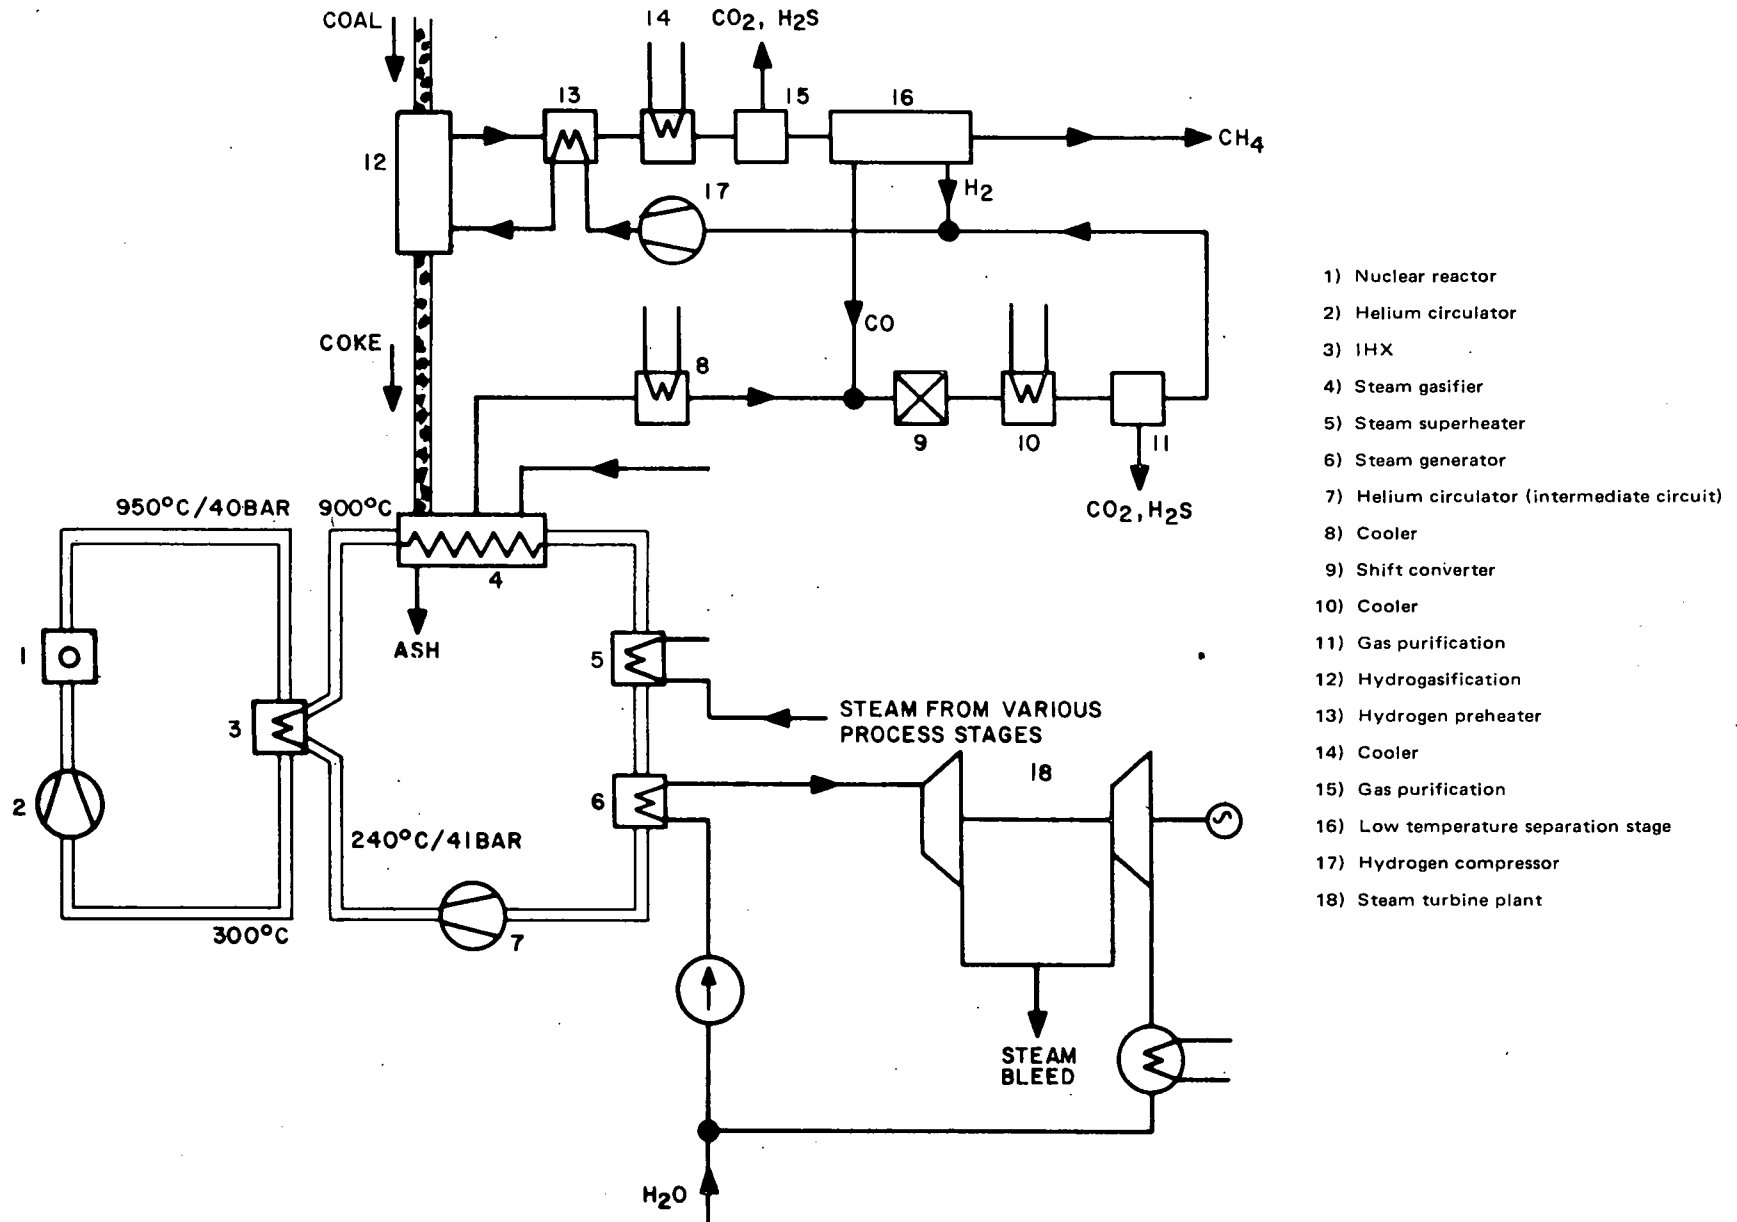 COAL
14
CO2, H2S
13
15
16
12
CH4
17
H2
CO
COKE
8
9
10
11
CO2, H2S
950°C/40BAR
900°C
4
ASH
1
5
3
STEAM FROM VARIOUS
PROCESS STAGES
18
2
6
240°C/41BAR
300°C
7
STEAM
BLEED
H2O
1) Nuclear reactor
2) Helium circulator
3) IHX
4) Steam gasifier
5) Steam superheater
6) Steam generator
7) Helium circulator (intermediate circuit)
8) Cooler
9) Shift converter
10) Cooler
11) Gas purification
12) Hydrogasification
13) Hydrogen preheater
14) Cooler
15) Gas purification
16) Low temperature separation stage
17) Hydrogen compressor
18) Steam turbine plant